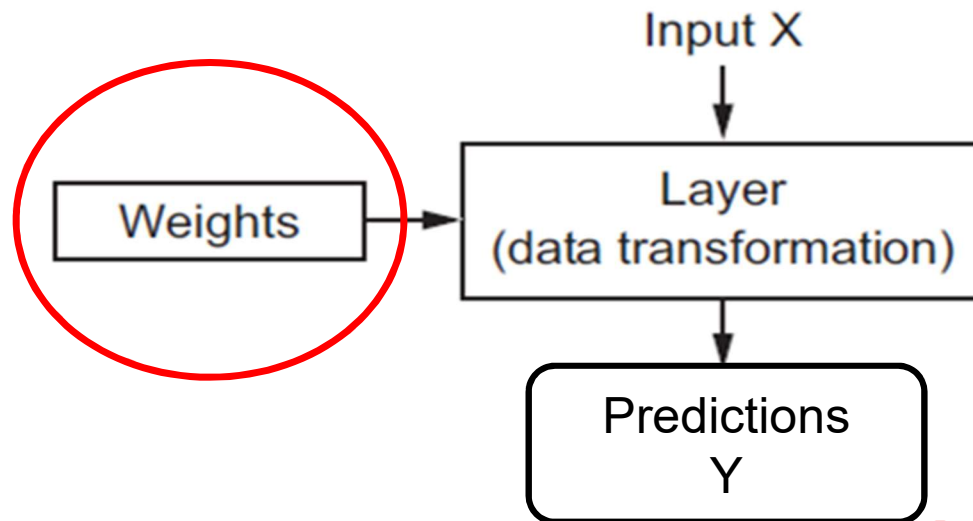 Input X
Weights
Layer
(data transformation)
Predictions
Y